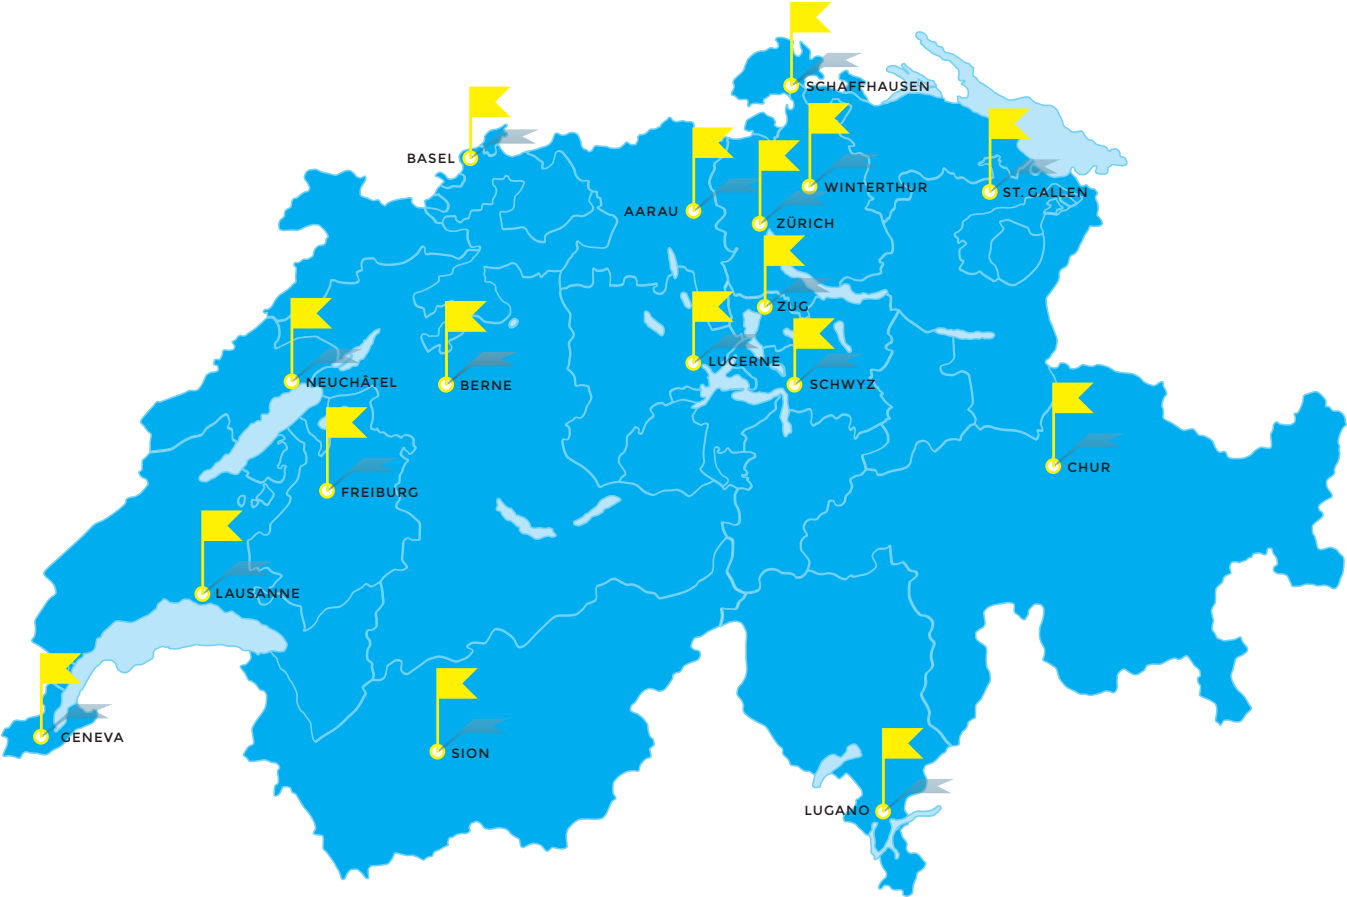 SCHAFFHAUSEN
BASEL
WINTERTHUR
ST. GALLEN
AARAU
ZÜRICH
ZUG
LUCERNE
NEUCHÂTEL
BERNE
SCHWYZ
CHUR
FREIBURG
LAUSANNE
GENEVA
SION
LUGANO